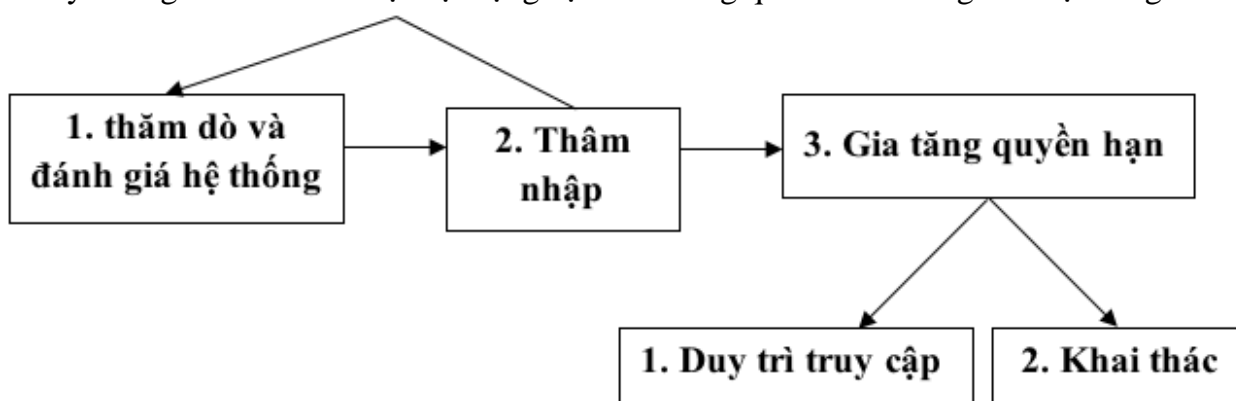 1. thăm dò và
đánh giá hệ thống
2. Thâm
nhập
3. Gia tăng quyền hạn
1. Duy trì truy cập
2. Khai thác